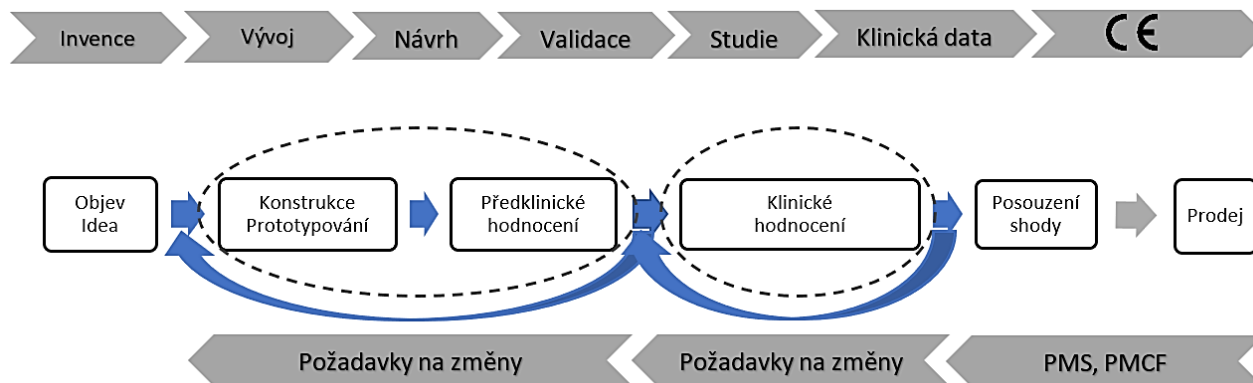 Invence
Vývoj
Návrh
Validace
Studie
Klinická data
CE
Objev
Idea
Konstrukce
Prototypování
Předklinické
hodnocení
Klinické
hodnocení
Posouzení
shody
Prodej
Požadavky na změny
Požadavky na změny
PMS, PMCF